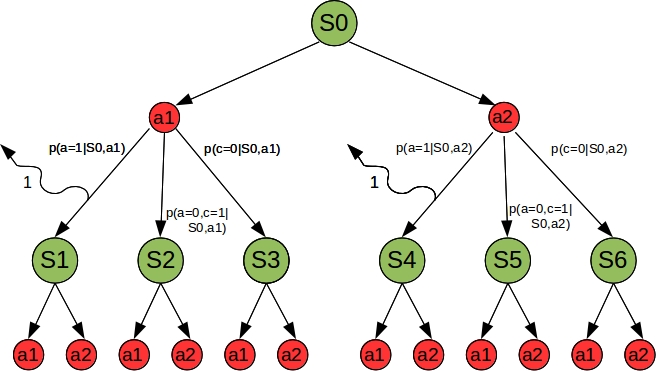 S0
a1
a2
p(a=1|S0,a1)
p(c=0|S0,a1)
p(a=1|S0,a2)
p(c=0|S0,a2)
1
1
p(a=0,c=1|
S0,a1)
p(a=0,c=1|
S0,a2)
S1
S2
S3
S4
S5
S6
a1
a2
a1
a2
a1
a2
a1
a2
a1
a2
a1
a2